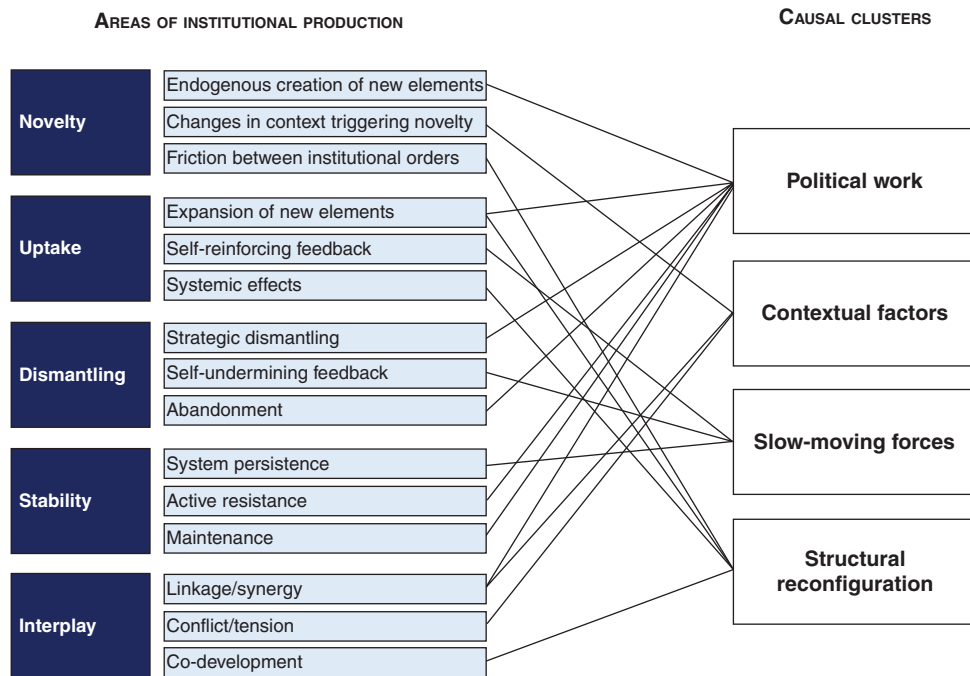 AREAS OF INSTITUTIONAL PRODUCTION
CAUSAL CLUSTERS
Novelty
Endogenous creation of new elements
Changes in context triggering novelty
Friction between institutional orders
Uptake
Expansion of new elements
Self-reinforcing feedback
Systemic effects
Dismantling
Strategic dismantling
Self-undermining feedback
Abandonment
Stability
System persistence
Active resistance
Maintenance
Interplay
Linkage/synergy
Conflict/tension
Co-development
Political work
Contextual factors
Slow-moving forces
Structural
reconfiguration